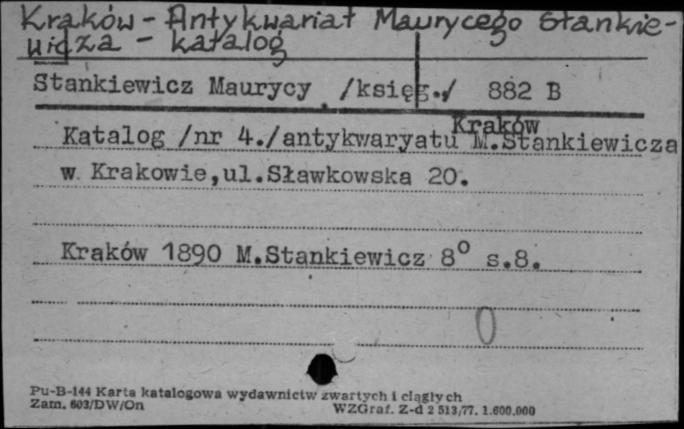 Kraków - Antykwariat Maurycego Stankie-
wicza - katalog
Stankiewicz Maurycy /księg./ 882 B
Kraków
Katalog /nr 4./antykwaryatu M.Stankiewicza
w Krakowie,ul.Sławkowska 20.
Kraków 1890 M.Stankiewicz 8° s.8.
0
Pu-B-144 Karta katalogowa wydawnictw zwartych i ciągłych
Zam. 603/DW/On WZGraf. Z-d 2 513/77. 1.600.000